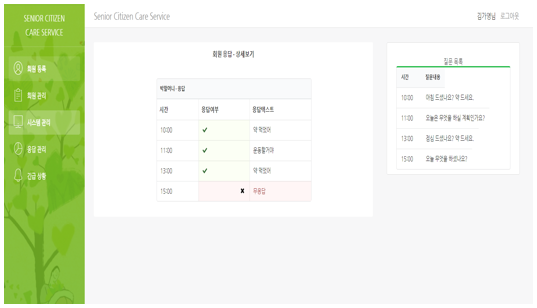 SENIOR CITIZEN
CARE SERVICE
회원 등록
회원 관리
시스템 관리
응답 관리
긴급 상황
Senior Citizen Care Service
김가영님 로그아웃
회원 응답 - 상세보기
박할머니 - 응답
시간 응답여부 응답텍스트
10:00 ✔ 약 먹었어
11:00 ✔ 운동할거야
13:00 ✔ 약 먹었어
15:00 ✖ 무응답
질문 목록
시간 질문내용
10:00 아침 드셨나요? 약 드세요.
11:00 오늘은 무엇을 하실 계획인가요?
13:00 점심 드셨나요? 약 드세요.
15:00 오늘 무엇을 하셨나요?